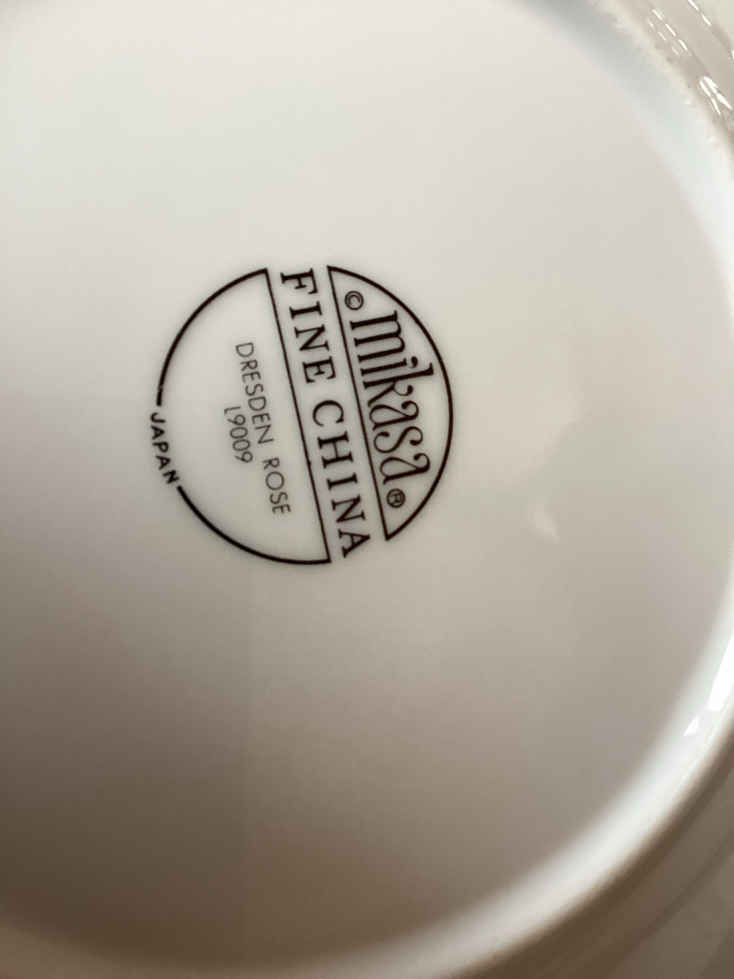 © mikasa ®
FINE CHINA
DRESDEN ROSE
L9009
JAPAN